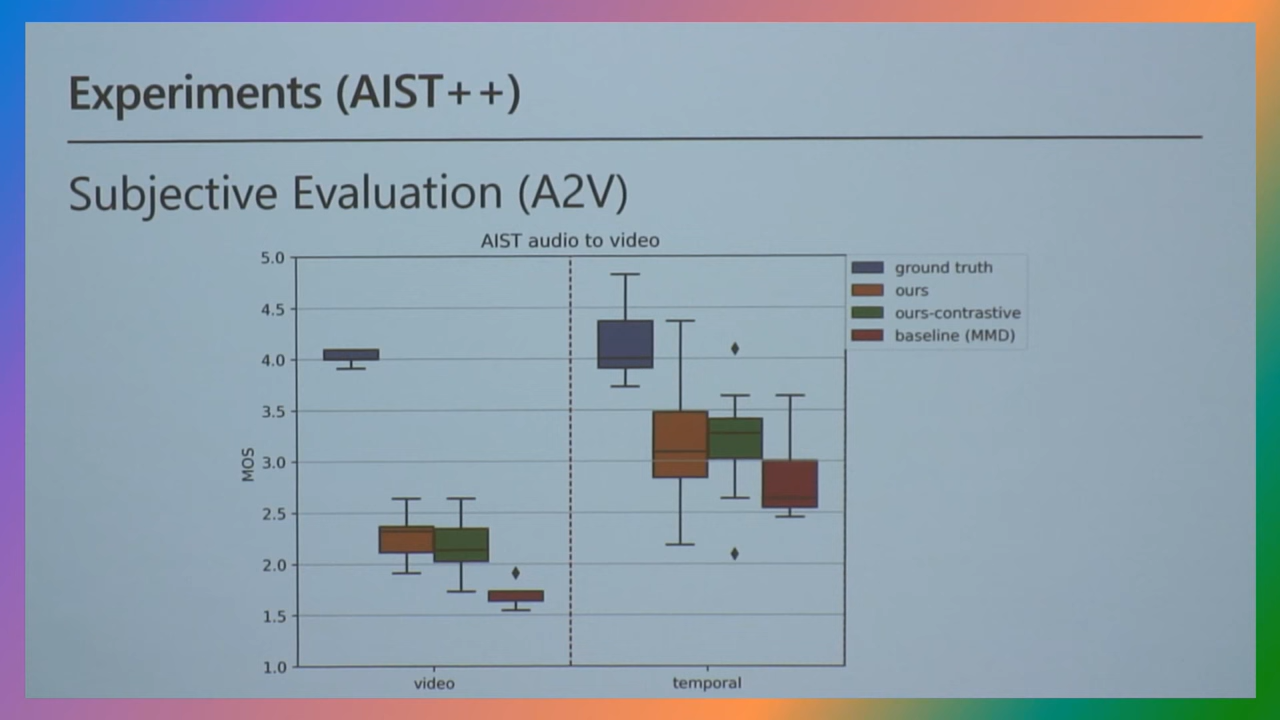 Experiments (AIST++)
Subjective Evaluation (A2V)
AIST audio to video
5.0
4.5
4.0
3.5
3.0
2.5
2.0
1.5
1.0
MOS
video
temporal
ground truth
ours
ours-contrastive
baseline (MMD)